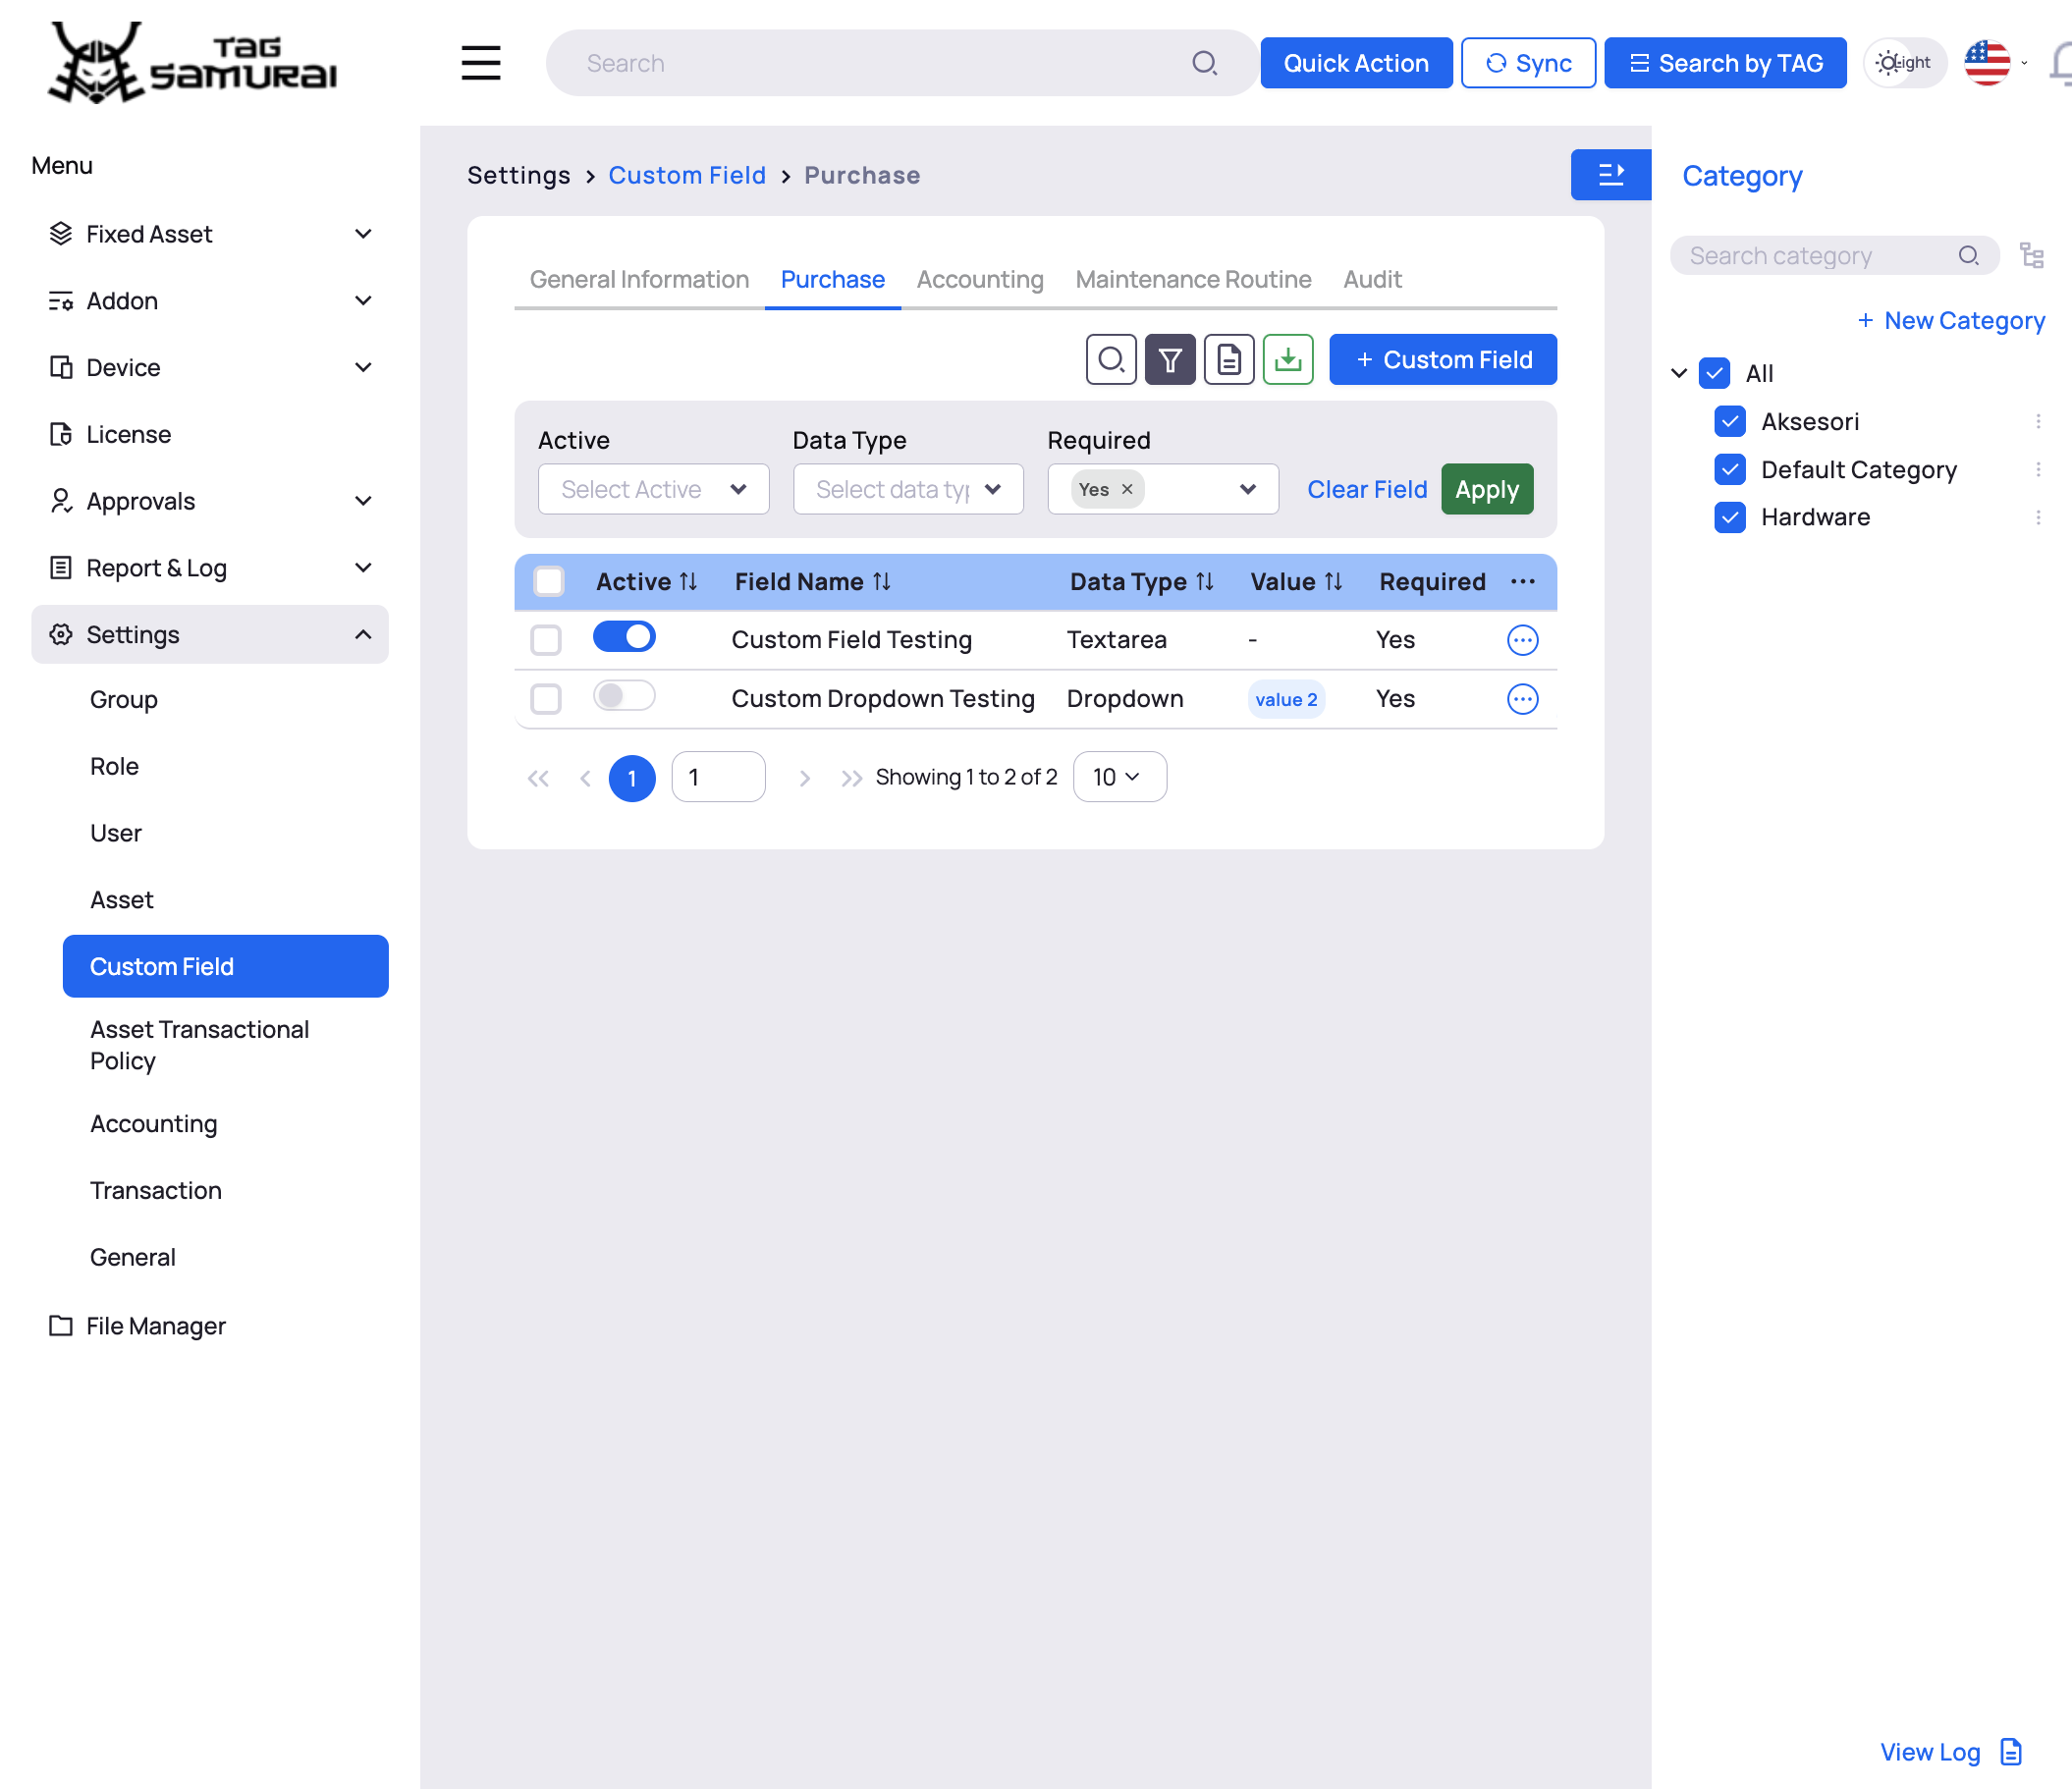 TAG SAMURAI
Search
Quick Action
Sync
Search by TAG
Menu
Fixed Asset
Addon
Device
License
Approvals
Report & Log
Settings
Group
Role
User
Asset
Custom Field
Asset Transactional
Policy
Accounting
Transaction
General
File Manager
Settings > Custom Field > Purchase
General Information Purchase Accounting Maintenance Routine Audit
+ Custom Field
Active Data Type Required
Select Active Select data Yes × Clear Field Apply
Active Field Name Data Type Value Required ...
Custom Field Testing Textarea - Yes
Custom Dropdown Testing Dropdown value 2 Yes
1 1 Showing 1 to 2 of 2 10
Category
Search category
+ New Category
All
Aksesori
Default Category
Hardware
View Log